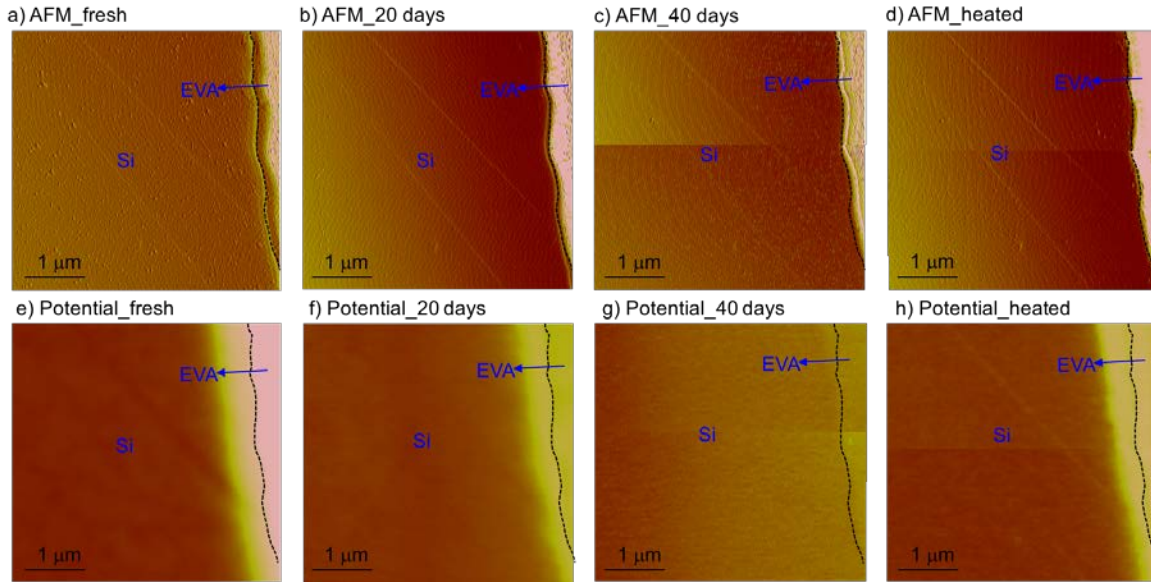 a) AFM_fresh
b) AFM_20 days
c) AFM_40 days
d) AFM_heated
EVA
Si
1 μm
EVA
Si
1 μm
EVA
Si
1 μm
EVA
Si
1 μm
e) Potential_fresh
f) Potential_20 days
g) Potential_40 days
h) Potential_heated
EVA
Si
1 μm
EVA
Si
1 μm
EVA
Si
1 μm
EVA
Si
1 μm